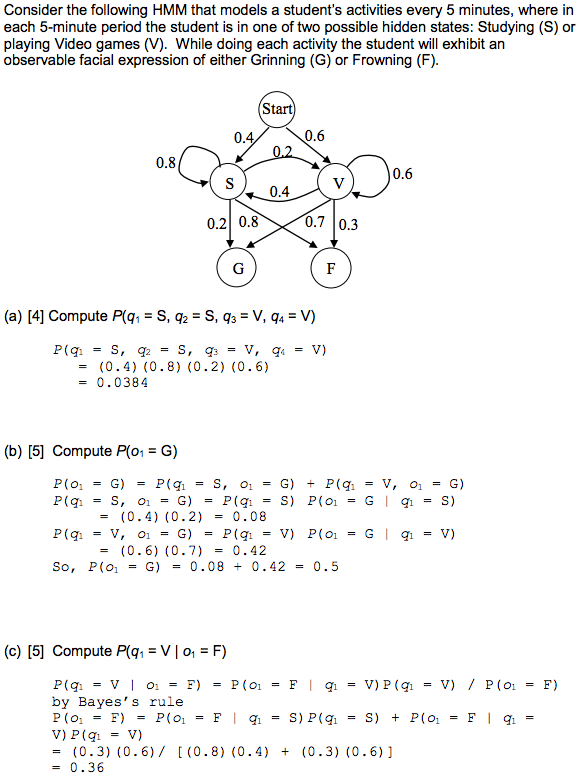 Consider the following HMM that models a student's activities every 5 minutes, where in
each 5-minute period the student is in one of two possible hidden states: Studying (S) or
playing Video games (V). While doing each activity the student will exhibit an
observable facial expression of either Grinning (G) or Frowning (F).
Start
0.4 0.6
0.2
0.8 0.6
S V
0.4
0.2 0.8 0.7 0.3
G F
(a) [4] Compute P(q₁ = S, q₂ = S, q₃ = V, q₄ = V)
P(q₁ = S, q₂ = S, q₃ = V, q₄ = V)
= (0.4)(0.8)(0.2)(0.6)
= 0.0384
(b) [5] Compute P(o₁ = G)
P(o₁ = G) = P(q₁ = S, o₁ = G) + P(q₁ = V, o₁ = G)
P(q₁ = S, o₁ = G) = P(q₁ = S) P(o₁ = G | q₁ = S)
= (0.4)(0.2) = 0.08
P(q₁ = V, o₁ = G) = P(q₁ = V) P(o₁ = G | q₁ = V)
= (0.6)(0.7) = 0.42
So, P(o₁ = G) = 0.08 + 0.42 = 0.5
(c) [5] Compute P(q₁ = V | o₁ = F)
P(q₁ = V | o₁ = F) = P(o₁ = F | q₁ = V)P(q₁ = V) / P(o₁ = F)
by Bayes's rule
P(o₁ = F) = P(o₁ = F | q₁ = S)P(q₁ = S) + P(o₁ = F | q₁ =
V)P(q₁ = V)
= (0.3)(0.6)/ [(0.8)(0.4) + (0.3)(0.6)]
= 0.36